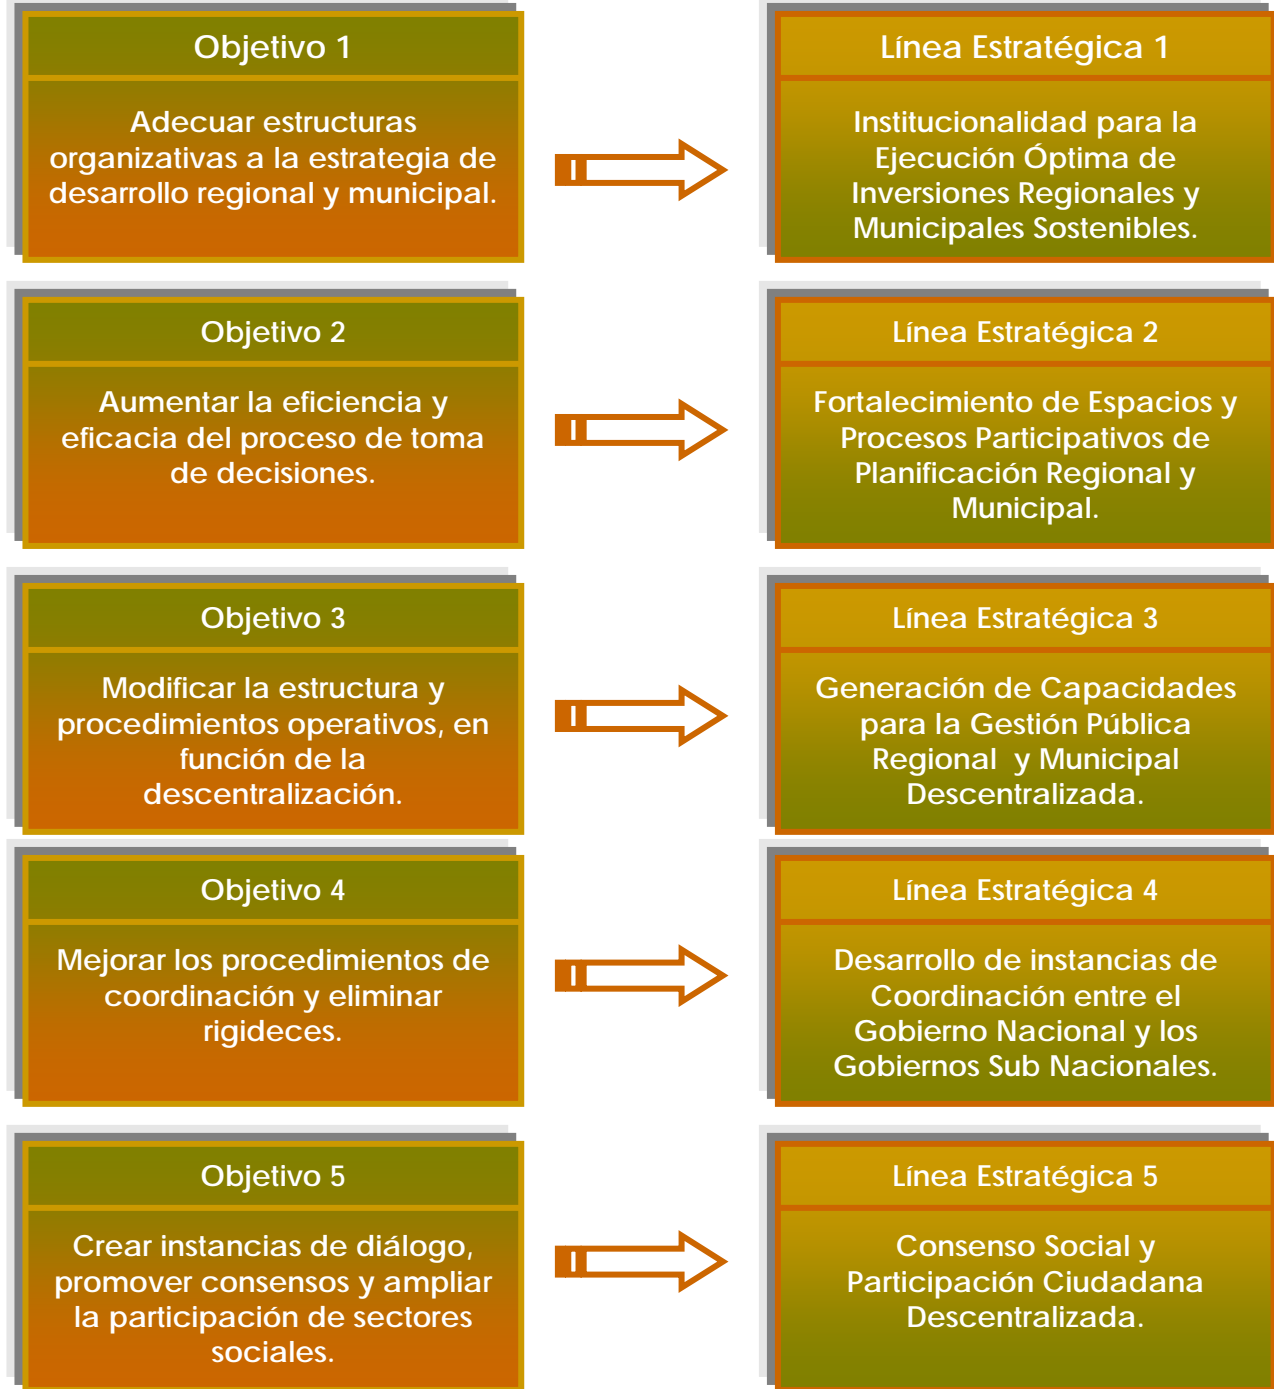 Objetivo 1
Adecuar estructuras
organizativas a la estrategia de
desarrollo regional y municipal.
Línea Estratégica 1
Institucionalidad para la
Ejecución Óptima de
Inversiones Regionales y
Municipales Sostenibles.
Objetivo 2
Aumentar la eficiencia y
eficacia del proceso de toma
de decisiones.
Línea Estratégica 2
Fortalecimiento de Espacios y
Procesos Participativos de
Planificación Regional y
Municipal.
Objetivo 3
Modificar la estructura y
procedimientos operativos, en
función de la
descentralización.
Línea Estratégica 3
Generación de Capacidades
para la Gestión Pública
Regional  y Municipal
Descentralizada.
Objetivo 4
Mejorar los procedimientos de
coordinación y eliminar
rigideces.
Línea Estratégica 4
Desarrollo de instancias de
Coordinación entre el
Gobierno Nacional y los
Gobiernos Sub Nacionales.
Objetivo 5
Crear instancias de diálogo,
promover consensos y ampliar
la participación de sectores
sociales.
Línea Estratégica 5
Consenso Social y
Participación Ciudadana
Descentralizada.